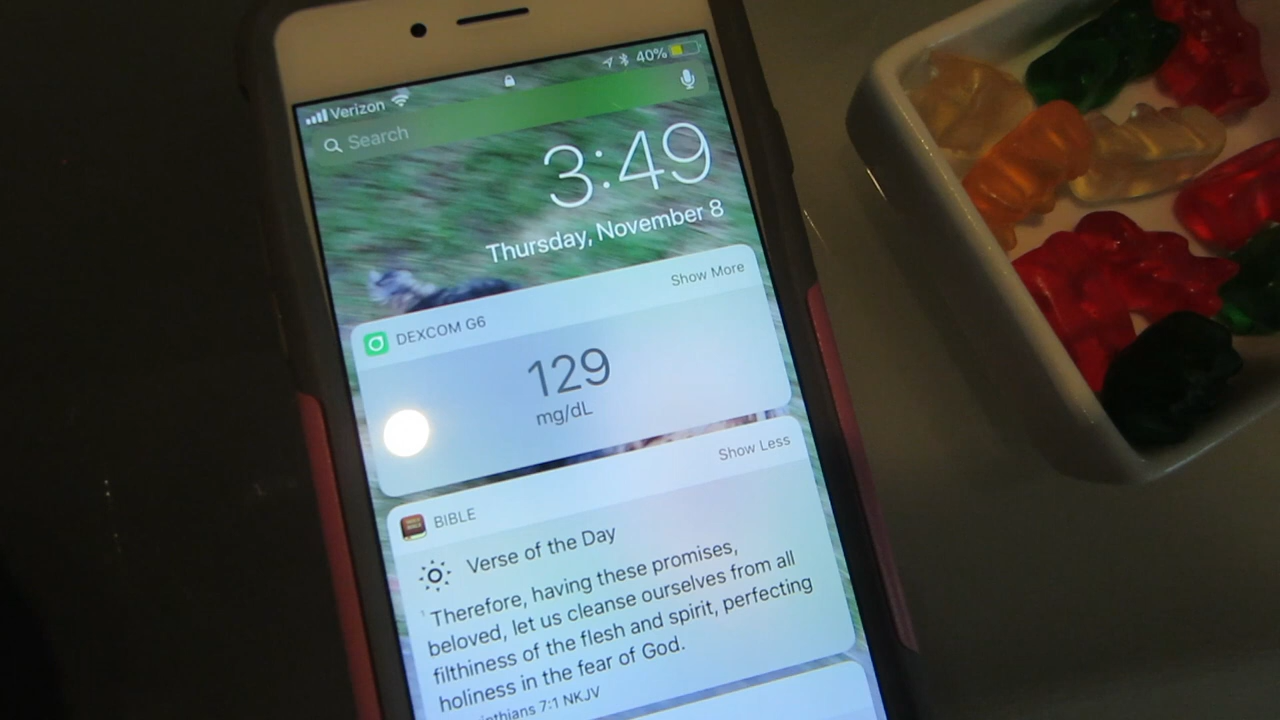 Verizon 40%
Search
3:49
Thursday, November 8
DEXCOM G6 Show More
129
mg/dL
BIBLE Show Less
Verse of the Day
Therefore, having these promises,
beloved, let us cleanse ourselves from all
filthiness of the flesh and spirit, perfecting
holiness in the fear of God.
7:1 NKJV